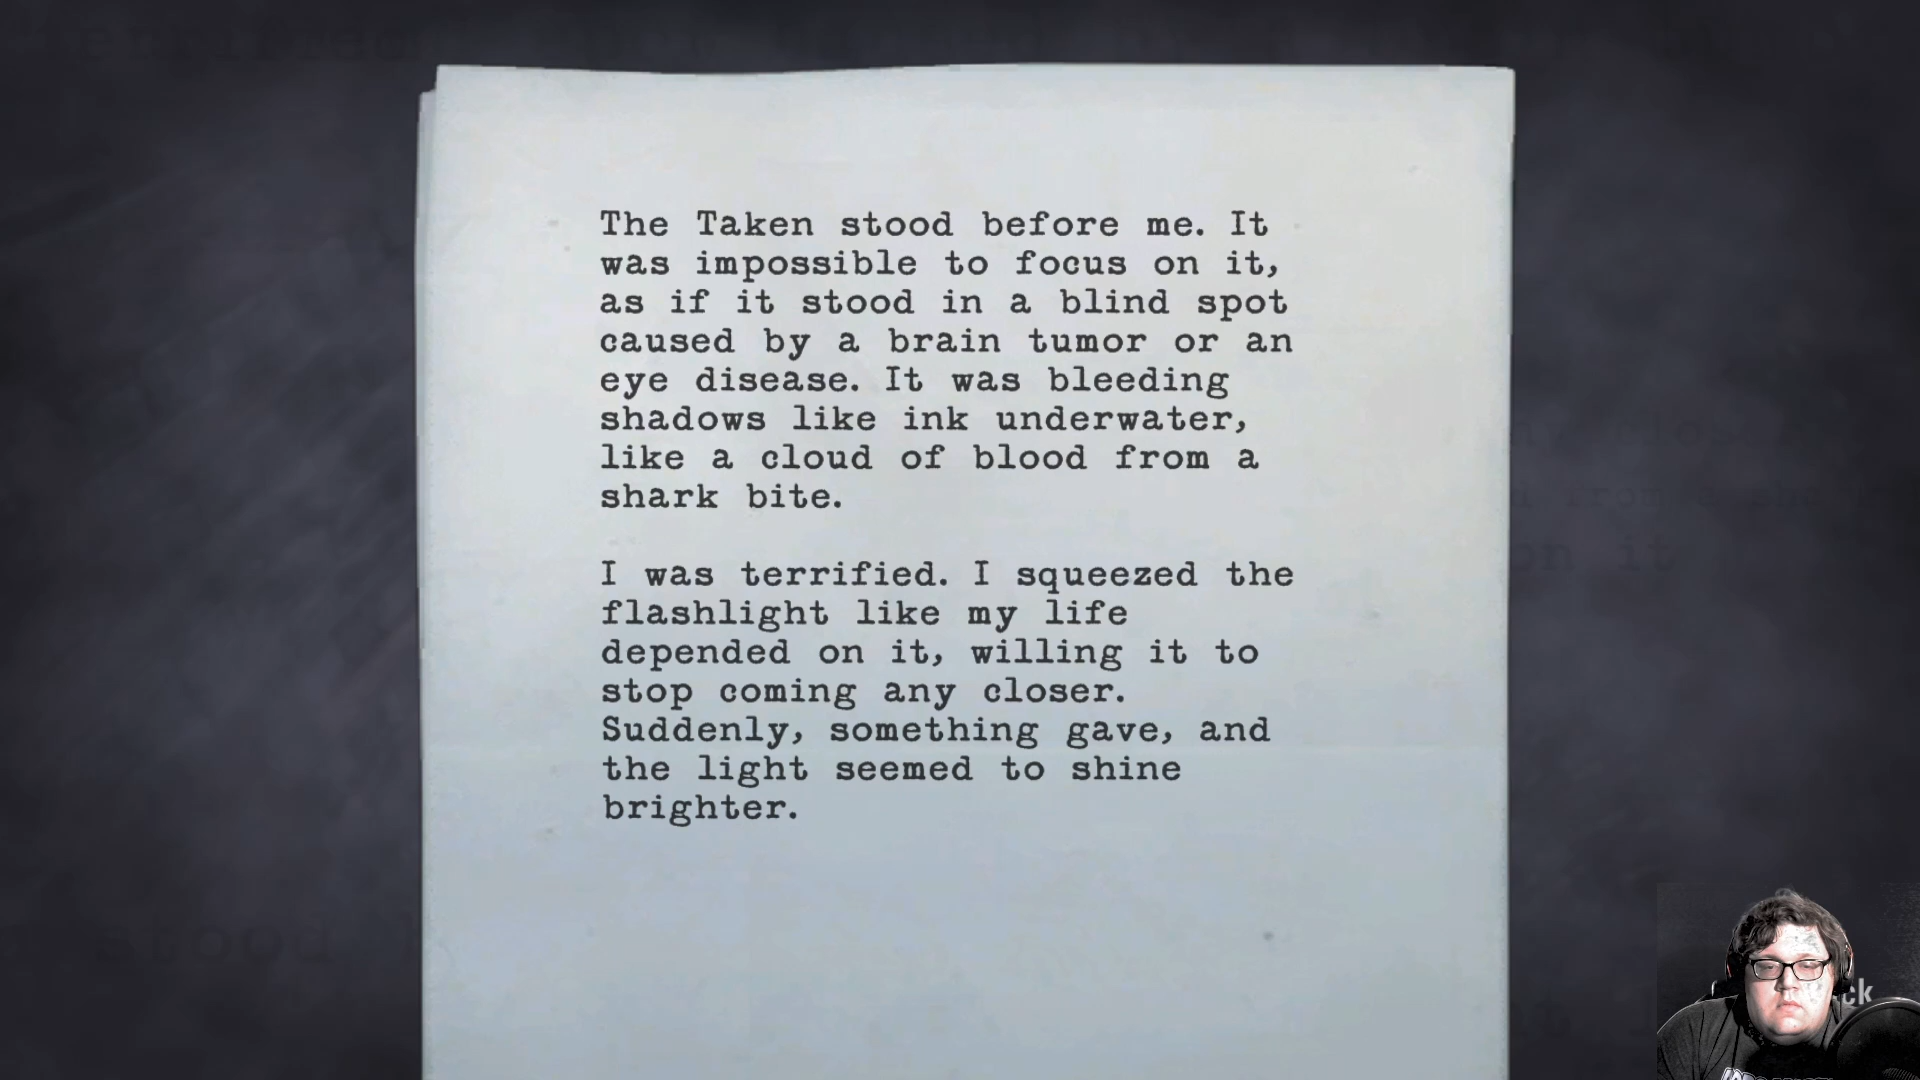 The Taken stood before me. It
was impossible to focus on it,
as if it stood in a blind spot
caused by a brain tumor or an
eye disease. It was bleeding
shadows like ink underwater,
like a cloud of blood from a
shark bite.
I was terrified. I squeezed the
flashlight like my life
depended on it, willing it to
stop coming any closer.
Suddenly, something gave, and
the light seemed to shine
brighter.
stood
on it